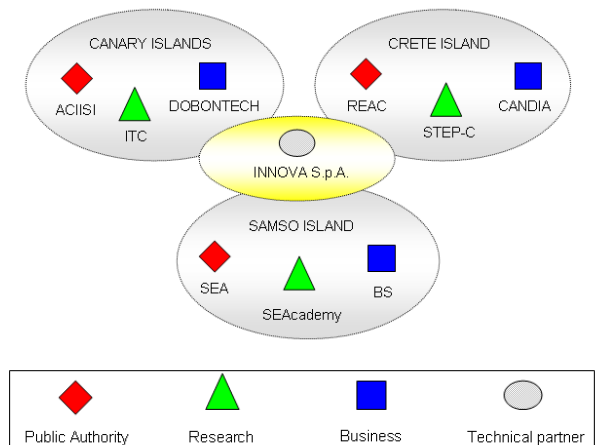 CANARY ISLANDS
ACIISI
ITC
DOBONTECH
CRETE ISLAND
REAC
STEP-C
CANDIA
INNOVA S.p.A.
SAMSO ISLAND
SEA
SEAcademy
BS
Public Authority
Research
Business
Technical partner